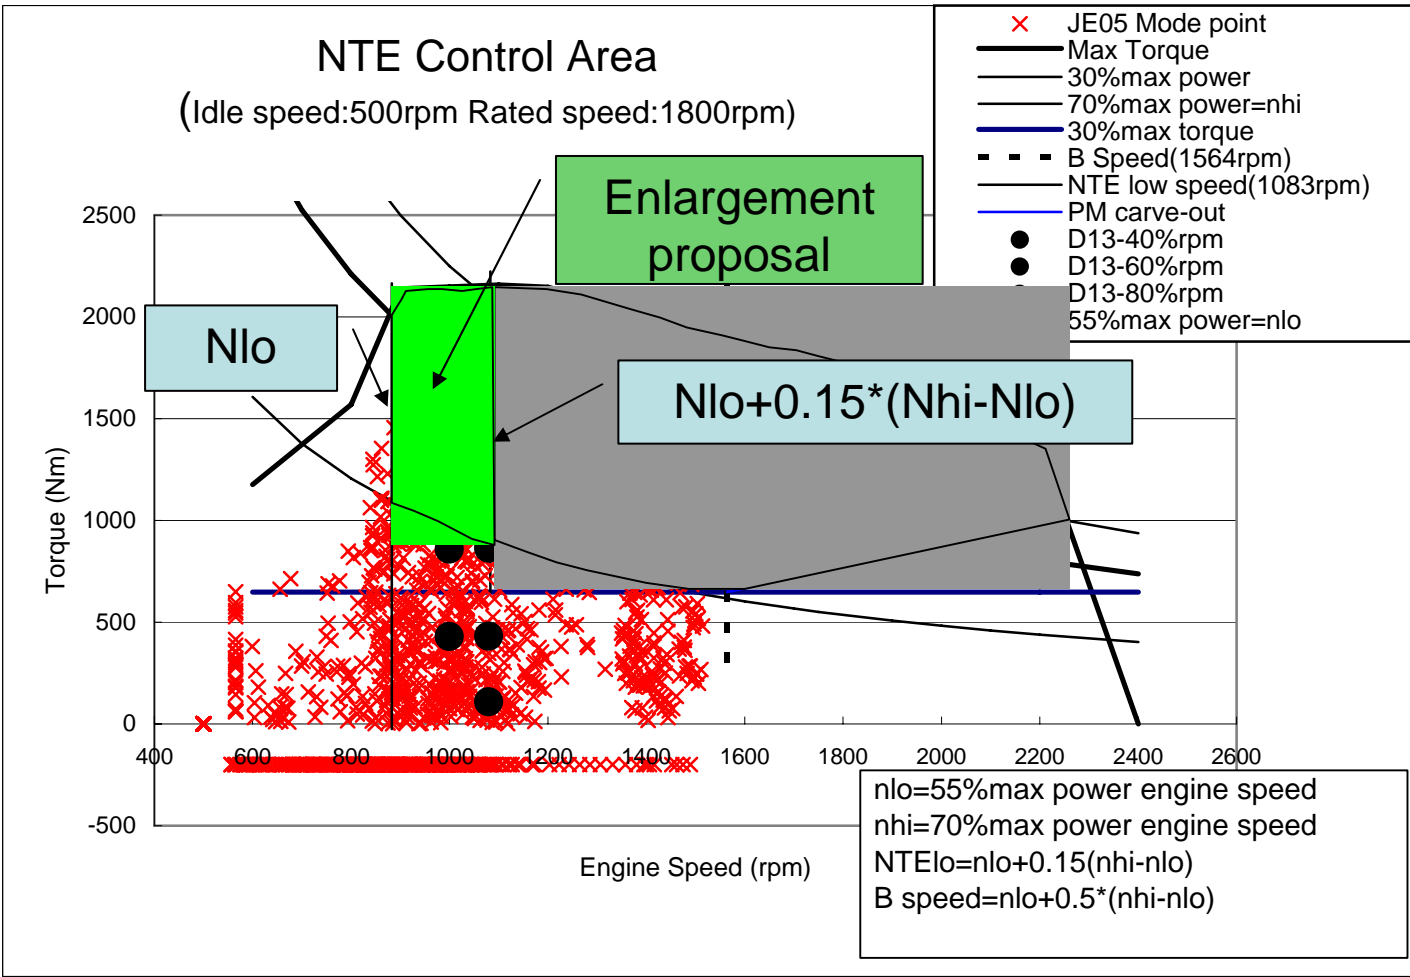 NTE Control Area
(Idle speed:500rpm Rated speed:1800rpm)
JE05 Mode point
Max Torque
30%max power
70%max power=nhi
30%max torque
B Speed(1564rpm)
NTE low speed(1083rpm)
PM carve-out
D13-40%rpm
D13-60%rpm
D13-80%rpm
55%max power=nlo
Enlargement
proposal
Nlo
Nlo+0.15*(Nhi-Nlo)
Torque (Nm)
2500
2000
1500
1000
500
0
-500
400 600 800 1000 1200 1400 1600 1800 2000 2200 2400 2600
Engine Speed (rpm)
nlo=55%max power engine speed
nhi=70%max power engine speed
NTElo=nlo+0.15(nhi-nlo)
B speed=nlo+0.5*(nhi-nlo)